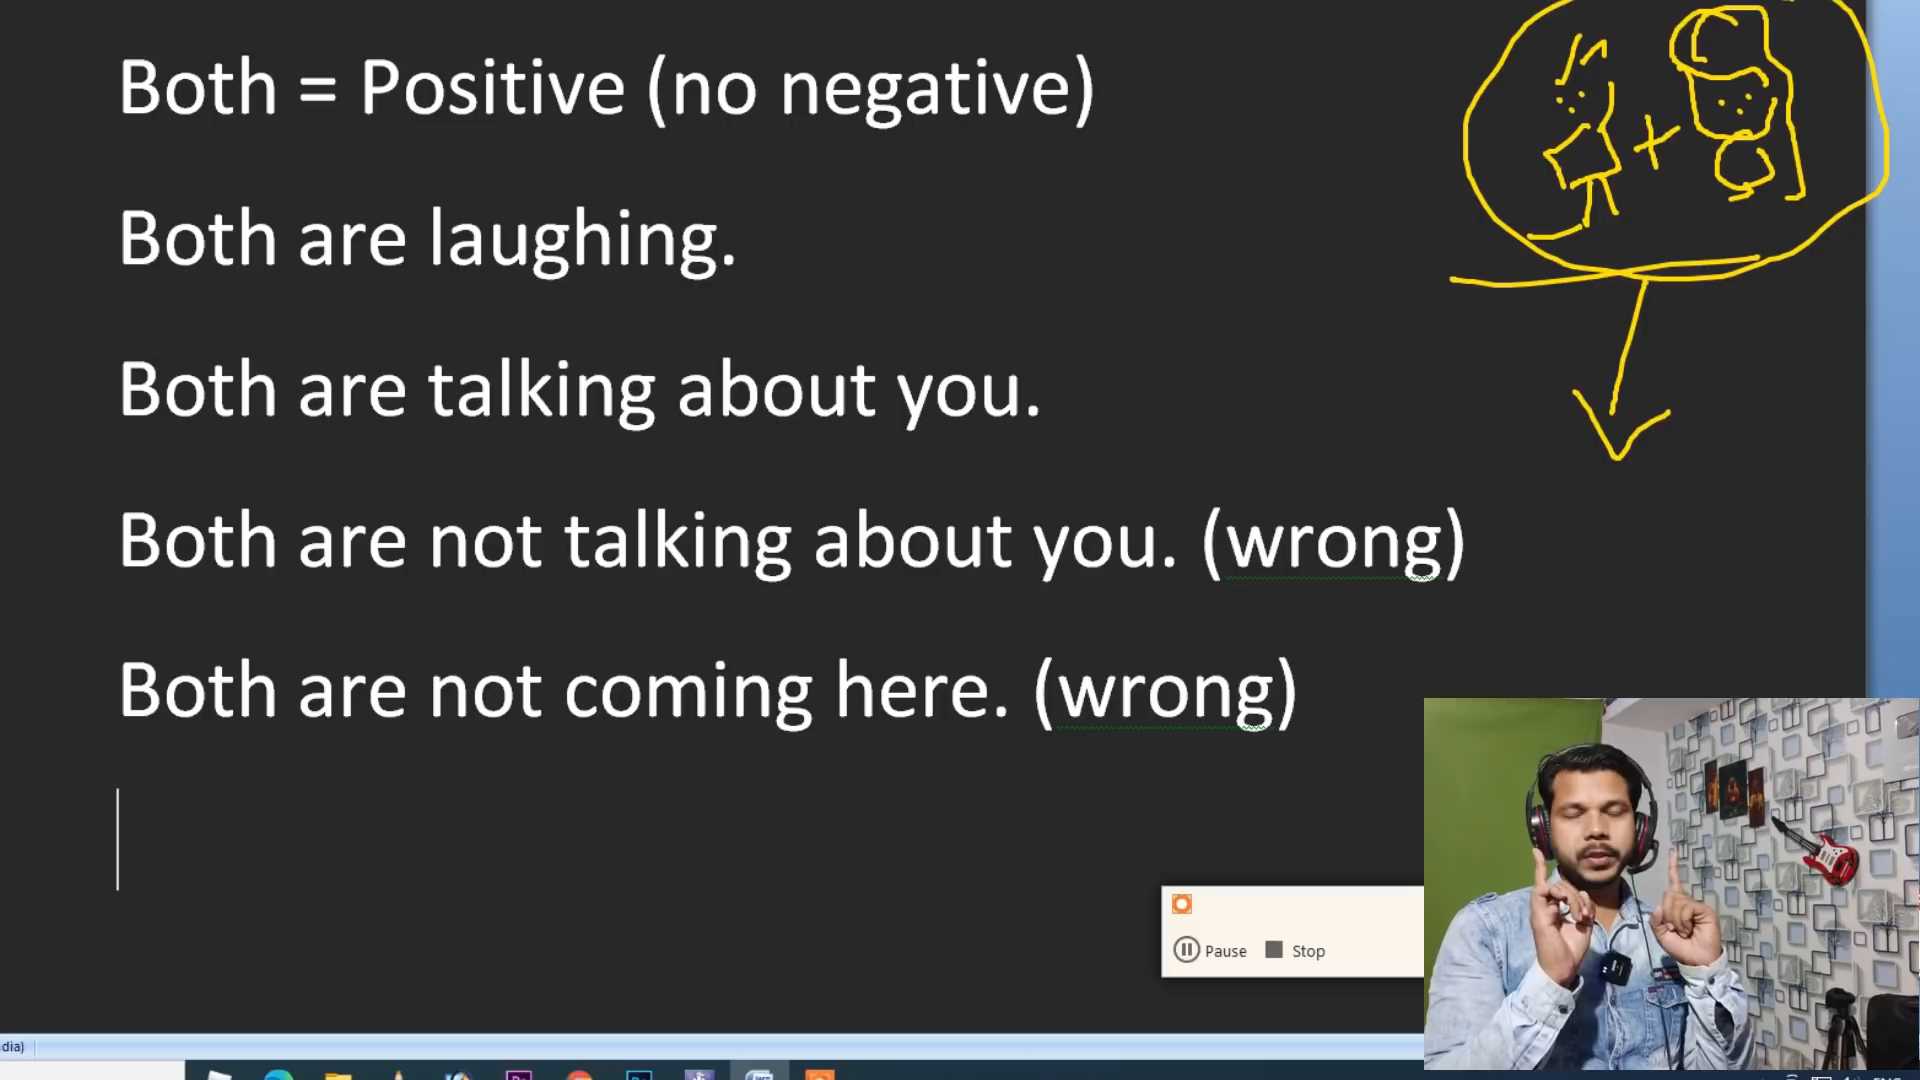 Both = Positive (no negative)
Both are laughing.
Both are talking about you.
Both are not talking about you. (wrong)
Both are not coming here. (wrong)
Pause Stop
dia)